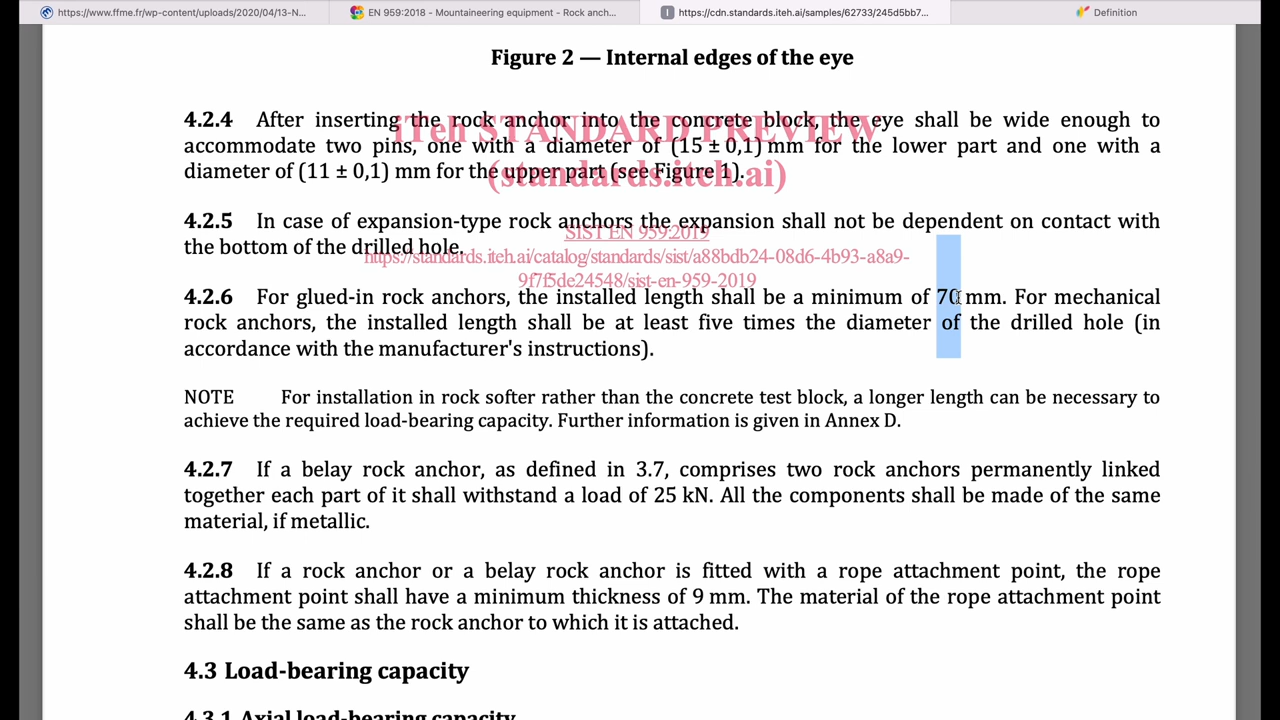 https://www.ffme.fr/wp-content/uploads/2020/04/13-N...
EN 959:2018 - Mountaineering equipment - Rock anch...
https://cdn.standards.iteh.ai/samples/62733/245d5bb7...
Definition
Figure 2 — Internal edges of the eye
4.2.4 After inserting the rock anchor into the concrete block, the eye shall be wide enough to
accommodate two pins, one with a diameter of (15 ± 0,1) mm for the lower part and one with a
diameter of (11 ± 0,1) mm for the upper part (see Figure 1).
iTeh STANDARD PREVIEW
(standards.iteh.ai)
4.2.5 In case of expansion-type rock anchors the expansion shall not be dependent on contact with
the bottom of the drilled hole.
SIST EN 959:2019
https://standards.iteh.ai/catalog/standards/sist/a88bdb24-08d6-4b93-a8a9-
9f7f5de24548/sist-en-959-2019
4.2.6 For glued-in rock anchors, the installed length shall be a minimum of 70 mm. For mechanical
rock anchors, the installed length shall be at least five times the diameter of the drilled hole (in
accordance with the manufacturer's instructions).
NOTE For installation in rock softer rather than the concrete test block, a longer length can be necessary to
achieve the required load-bearing capacity. Further information is given in Annex D.
4.2.7 If a belay rock anchor, as defined in 3.7, comprises two rock anchors permanently linked
together each part of it shall withstand a load of 25 kN. All the components shall be made of the same
material, if metallic.
4.2.8 If a rock anchor or a belay rock anchor is fitted with a rope attachment point, the rope
attachment point shall have a minimum thickness of 9 mm. The material of the rope attachment point
shall be the same as the rock anchor to which it is attached.
4.3 Load-bearing capacity
4.3.1 Axial load-bearing capacity